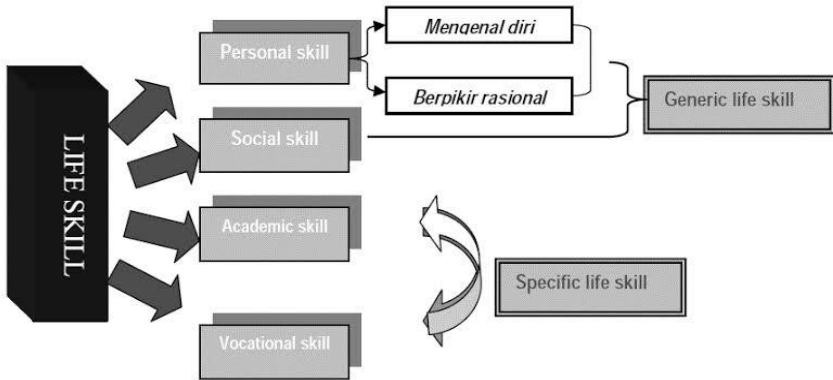 LIFE SKILL
Personal skill
Mengenal diri
Berpikir rasional
Generic life skill
Social skill
Academic skill
Specific life skill
Vocational skill